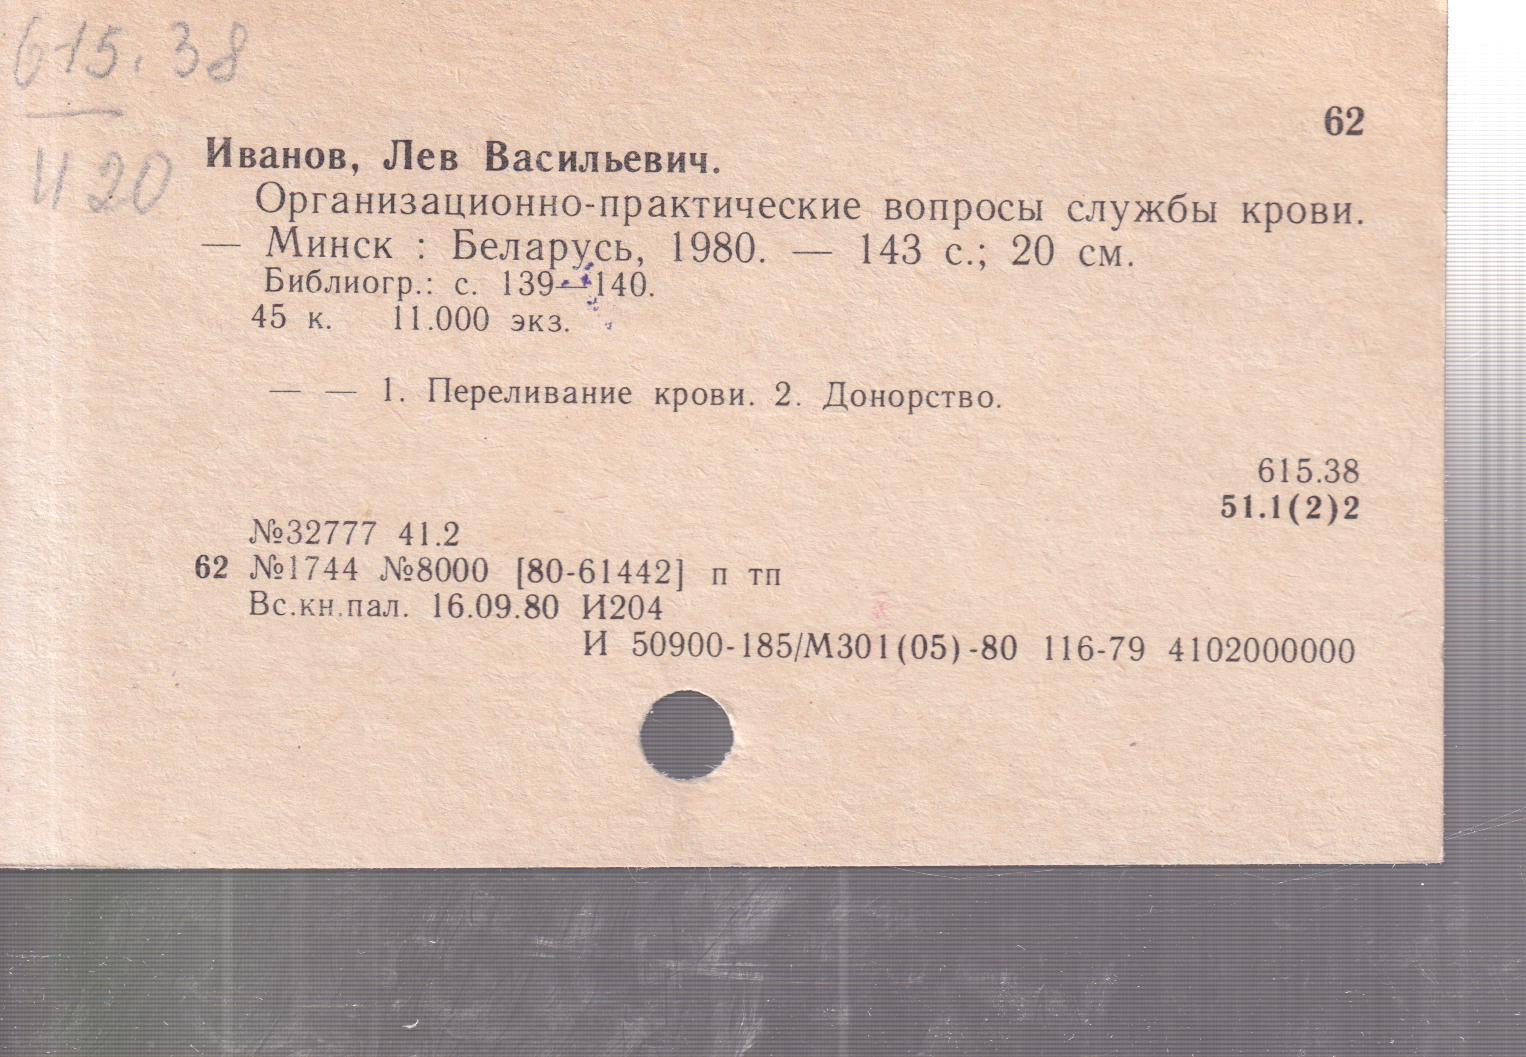 615.38
И 20
62
Иванов, Лев Васильевич.
Организационно-практические вопросы службы крови.
— Минск : Беларусь, 1980. — 143 с.; 20 см.
Библиогр.: с. 139—140.
45 к. 11.000 экз.
— — 1. Переливание крови. 2. Донорство.
615.38
51.1(2)2
№32777 41.2
62 №1744 №8000 [80-61442] п тп
Вс.кн.пал. 16.09.80 И204
И 50900-185/М301(05)-80 116-79 4102000000